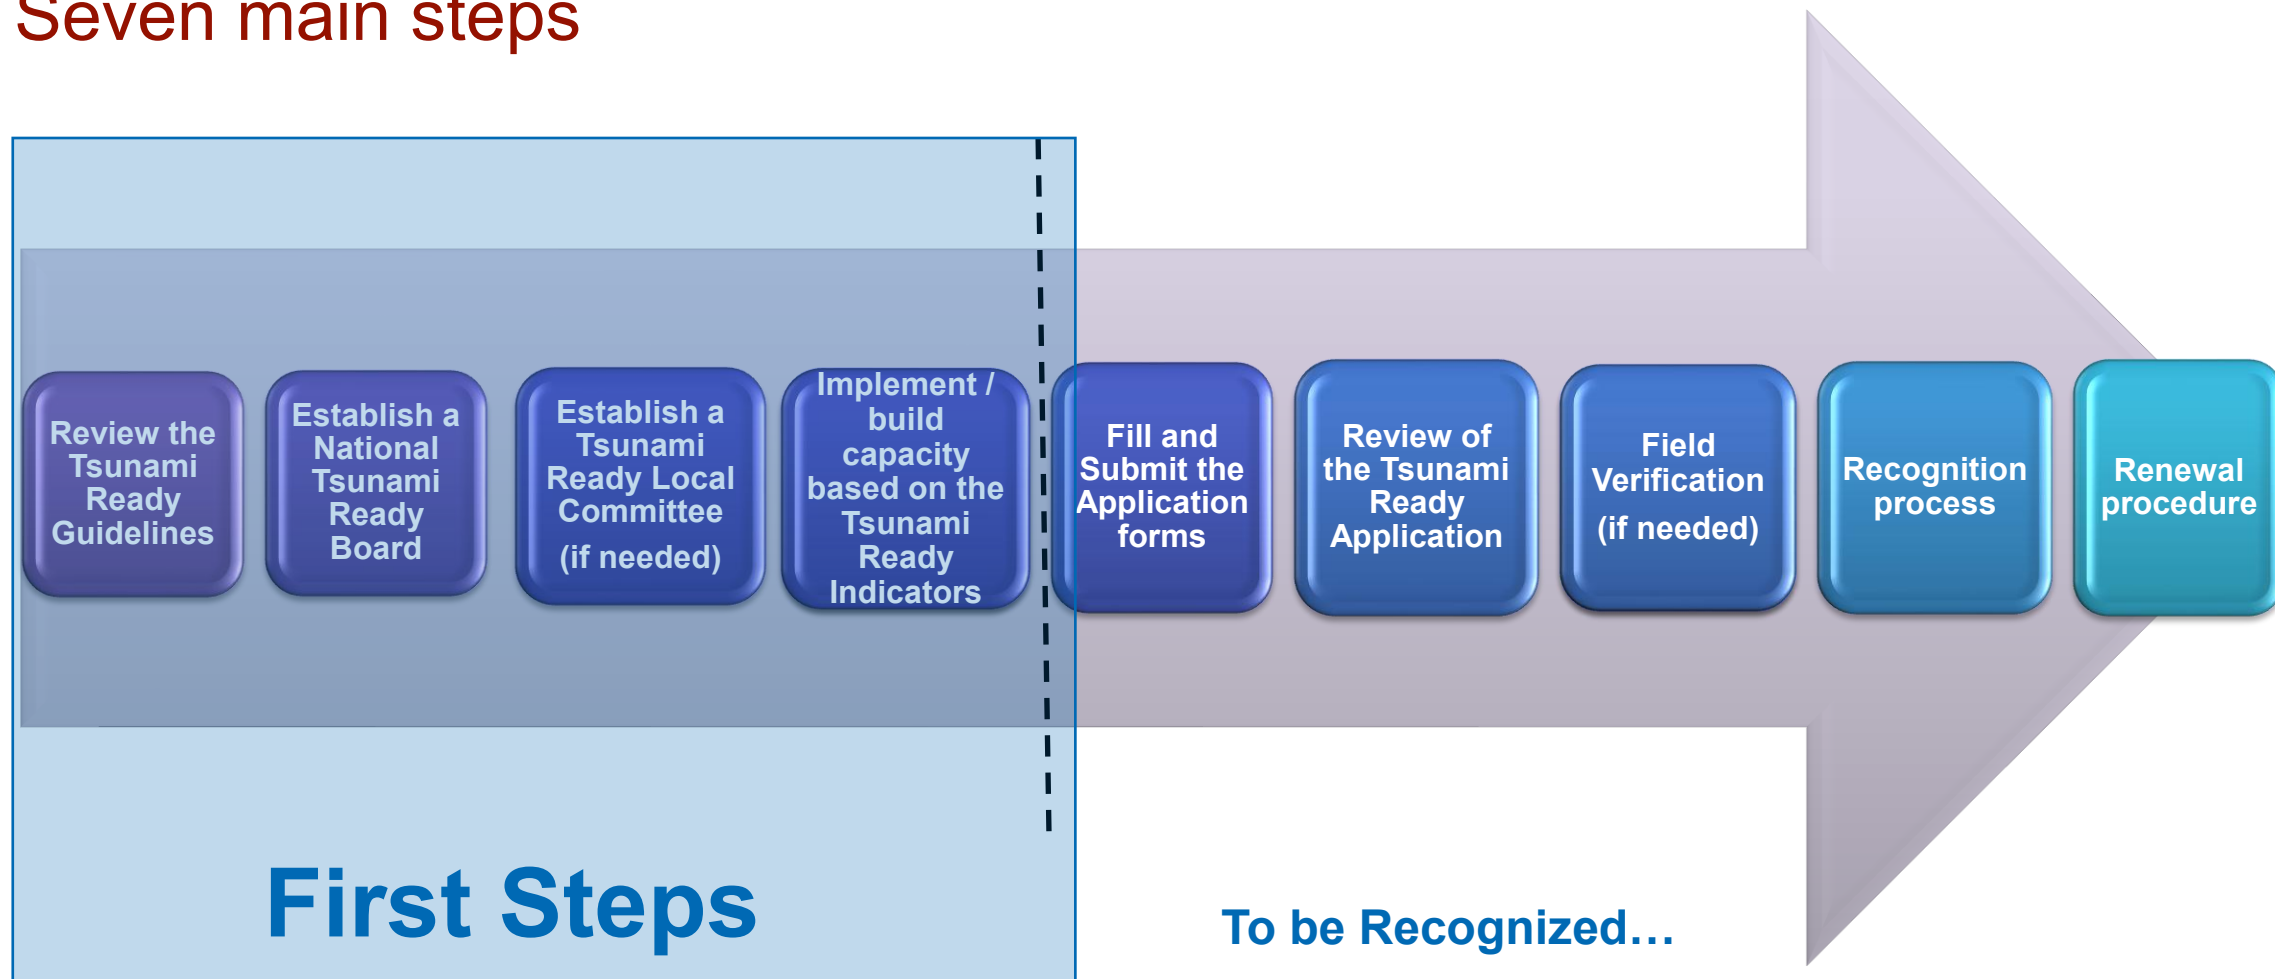 Seven main steps
Review the
Tsunami
Ready
Guidelines
Establish a
National
Tsunami
Ready
Board
Establish a
Tsunami
Ready Local
Committee
(if needed)
Implement /
build
capacity
based on the
Tsunami
Ready
Indicators
Fill and
Submit the
Application
forms
Review of
the Tsunami
Ready
Application
Field
Verification
(if needed)
Recognition
process
Renewal
procedure
First Steps
To be Recognized…